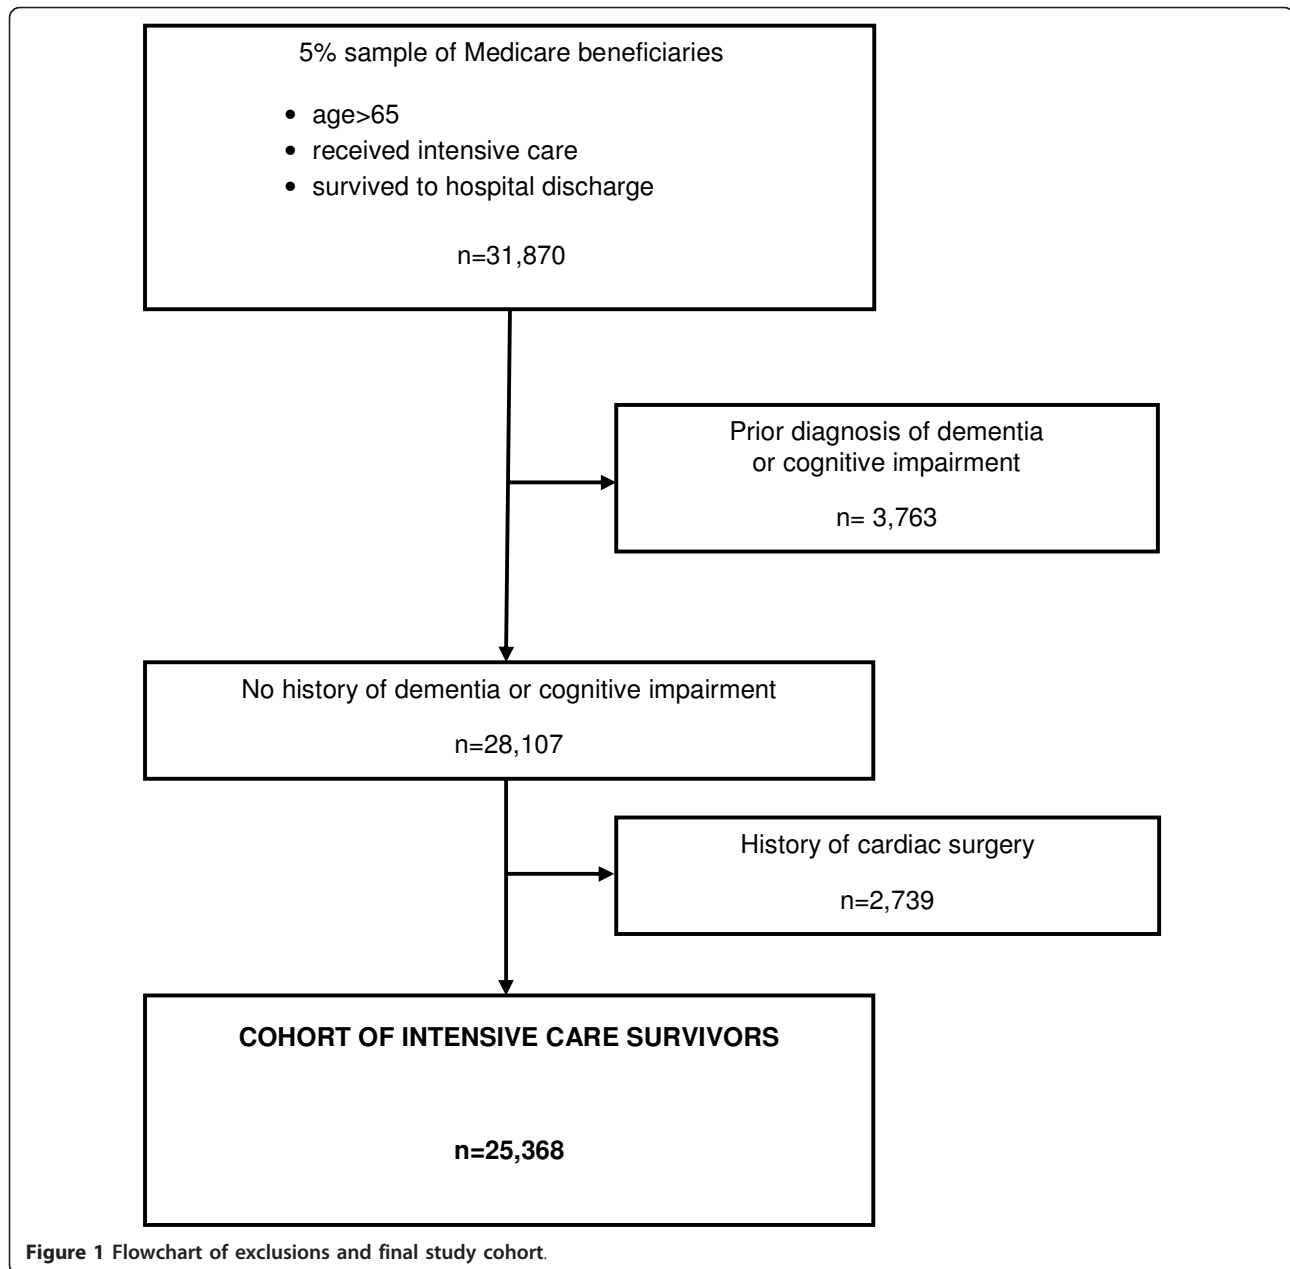 5% sample of Medicare beneficiaries
• age>65
• received intensive care
• survived to hospital discharge
n=31,870
Prior diagnosis of dementia
or cognitive impairment
n= 3,763
No history of dementia or cognitive impairment
n=28,107
History of cardiac surgery
n=2,739
COHORT OF INTENSIVE CARE SURVIVORS
n=25,368
Figure 1 Flowchart of exclusions and final study cohort.